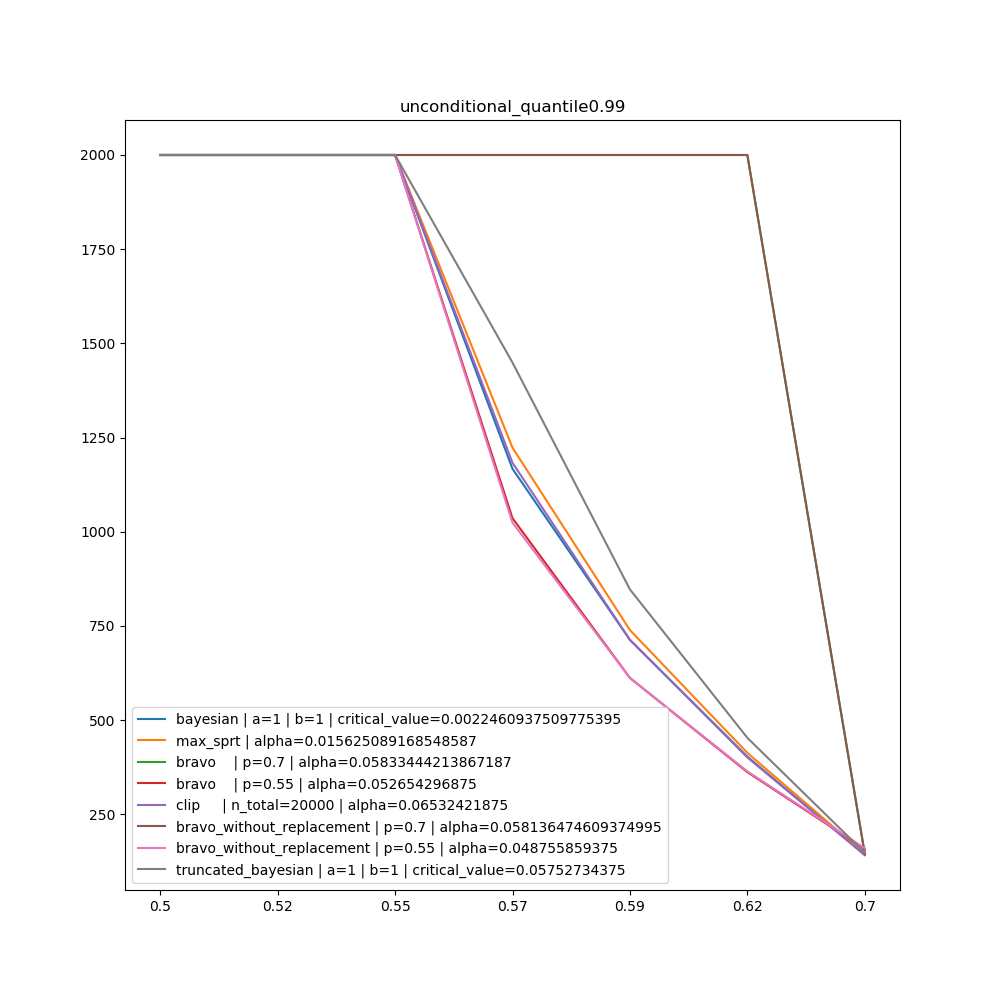 unconditional_quantile0.99
2000
1750
1500
1250
1000
750
500
250
bayesian | a=1 | b=1 | critical_value=0.0022460937509775395
max_sprt | alpha=0.015625089168548587
bravo    | p=0.7 | alpha=0.05833444213867187
bravo    | p=0.55 | alpha=0.052654296875
clip     | n_total=20000 | alpha=0.06532421875
bravo_without_replacement | p=0.7 | alpha=0.058136474609374995
bravo_without_replacement | p=0.55 | alpha=0.048755859375
truncated_bayesian | a=1 | b=1 | critical_value=0.05752734375
0.5 0.52 0.55 0.57 0.59 0.62 0.7